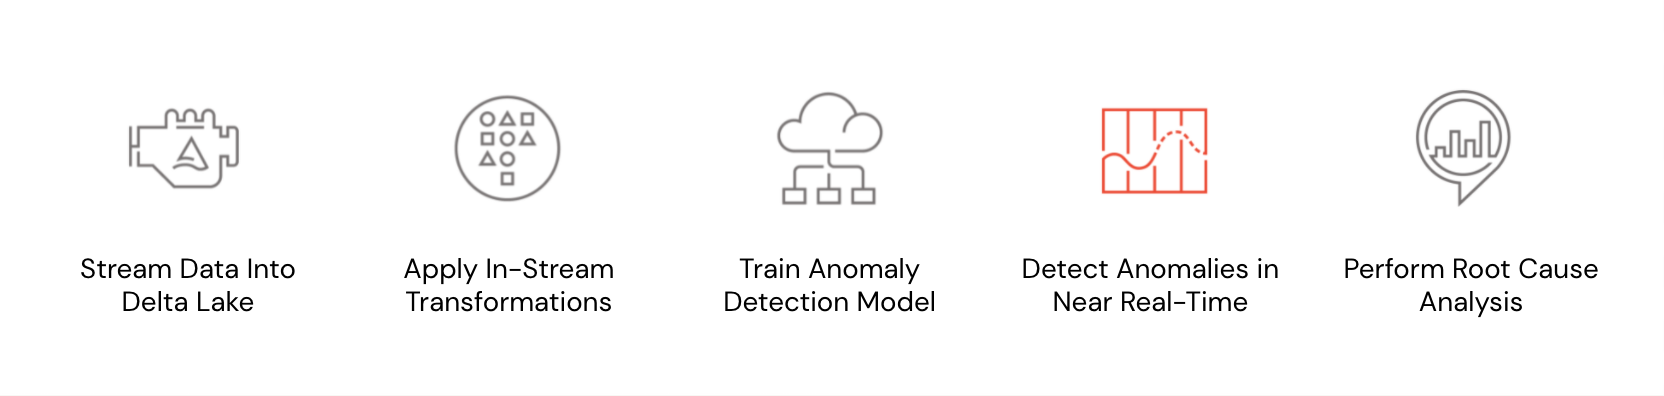 Stream Data Into
Delta Lake
Apply In-Stream
Transformations
Train Anomaly
Detection Model
Detect Anomalies in
Near Real-Time
Perform Root Cause
Analysis